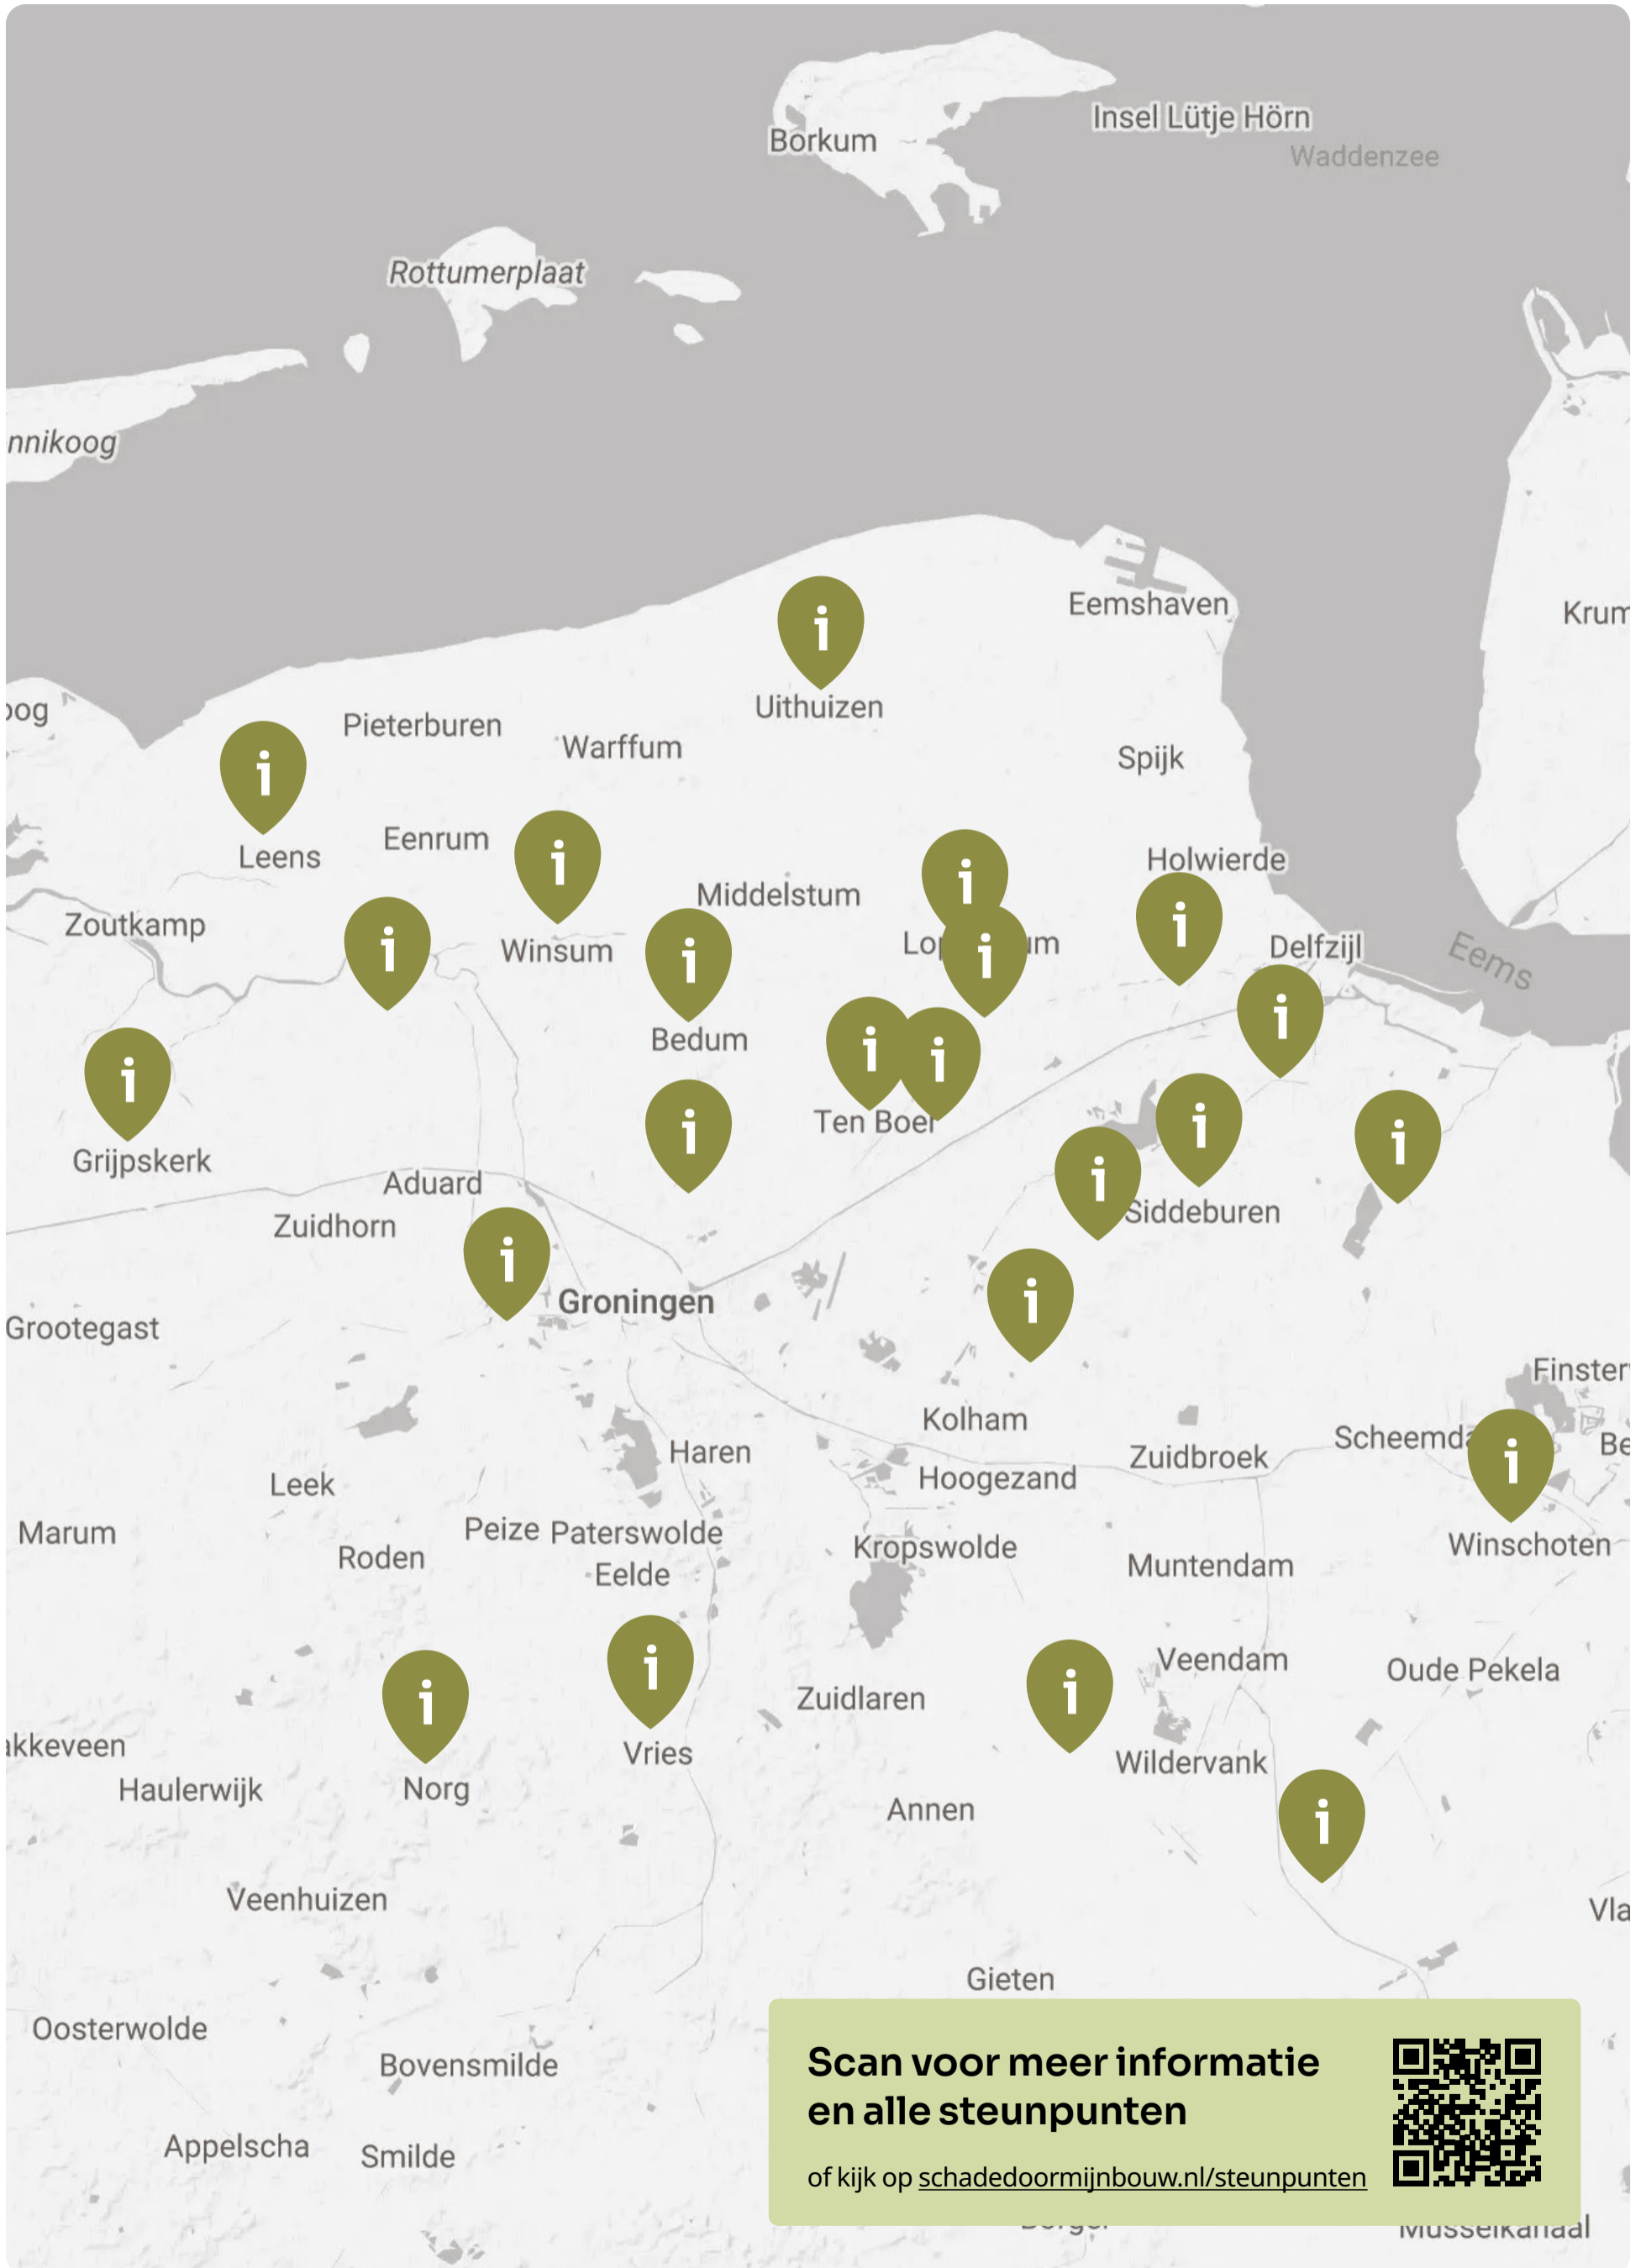 Borkum
Insel Lütje Hörn
Waddenzee
Rottumerplaat
nnikoog
Eemshaven
Krum
Uithuizen
oog
Pieterburen
Warffum
Spijk
Leens
Eenrum
Holwierde
Middelstum
Zoutkamp
Winsum
Delfzijl
Eems
Bedum
Ten Boer
Grijpskerk
Aduard
Zuidhorn
Siddeburen
Groningen
Grootegast
Finster
Kolham
Scheemda
Be
Haren
Zuidbroek
Leek
Hoogezand
Marum
Peize
Paterswolde
Roden
Kropswolde
Winschoten
Eelde
Muntendam
Veendam
Oude Pekela
Zuidlaren
akkeveen
Vries
Wildervank
Haulerwijk
Norg
Annen
Veenhuizen
Vla
Gieten
Oosterwolde
Bovensmilde
Appelscha
Smilde
Scan voor meer informatie
en alle steunpunten
of kijk op schadedoormijnbouw.nl/steunpunten
Musselkanaal